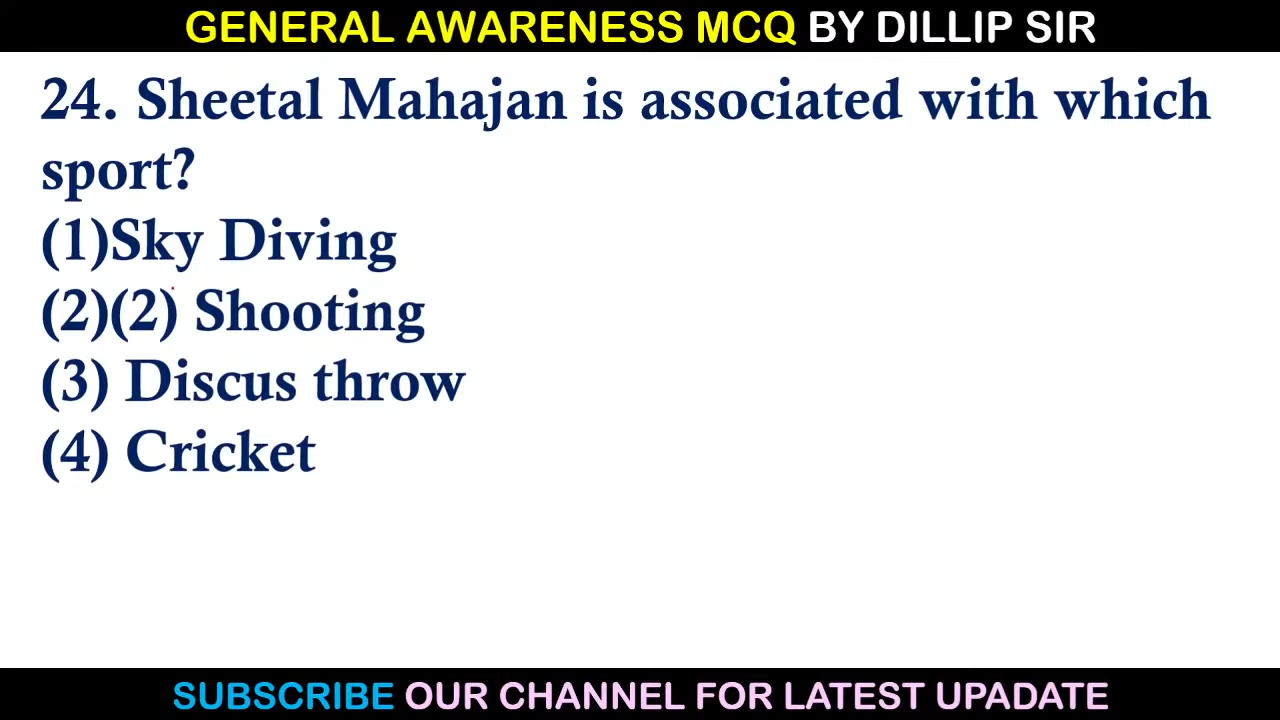 GENERAL AWARENESS MCQ BY DILLIP SIR
24. Sheetal Mahajan is associated with which
sport?
(1)Sky Diving
(2)(2) Shooting
(3) Discus throw
(4) Cricket
SUBSCRIBE OUR CHANNEL FOR LATEST UPADATE